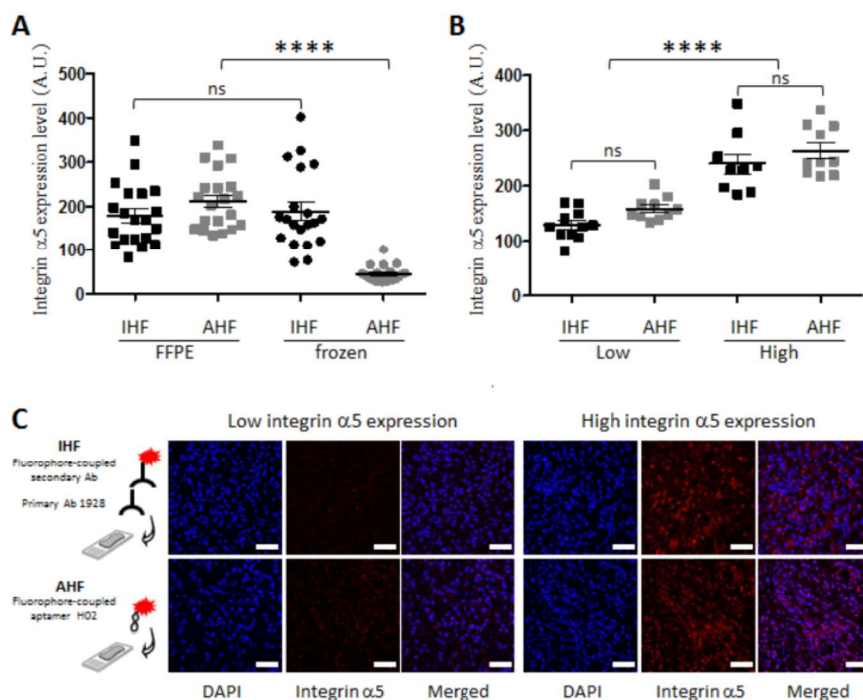 A
Integrin α5 expression level (A.U.)
500
400
300
200
100
0
****
ns
IHF
AHF
IHF
AHF
FFPE
frozen
B
Integrin α5 expression level (A.U.)
400
300
200
100
0
****
ns
ns
IHF
AHF
IHF
AHF
Low
High
C
Low integrin α5 expression
High integrin α5 expression
IHF
Fluorophore-coupled
secondary Ab
Primary Ab 1928
AHF
Fluorophore-coupled
aptamer H02
DAPI
Integrin α5
Merged
DAPI
Integrin α5
Merged